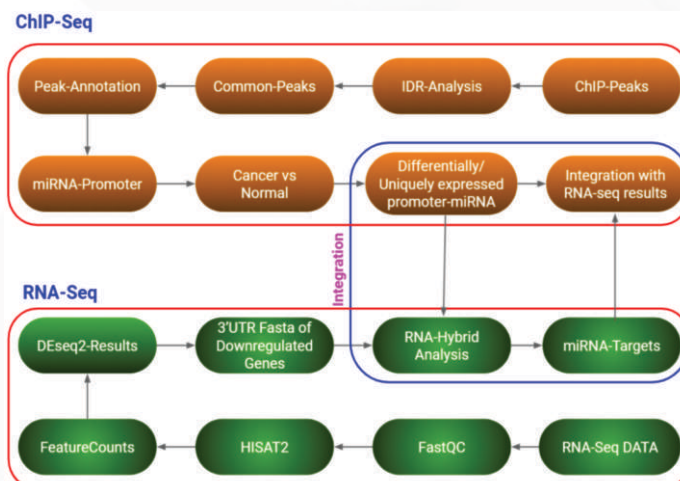 ChIP-Seq
Peak-Annotation
Common-Peaks
IDR-Analysis
ChIP-Peaks
miRNA-Promoter
Cancer vs
Normal
Differentially/
Uniquely expressed
promoter-miRNA
Integration with
RNA-seq results
Integration
RNA-Seq
DEseq2-Results
3'UTR Fasta of
Downregulated
Genes
RNA-Hybrid
Analysis
miRNA-Targets
FeatureCounts
HISAT2
FastQC
RNA-Seq DATA